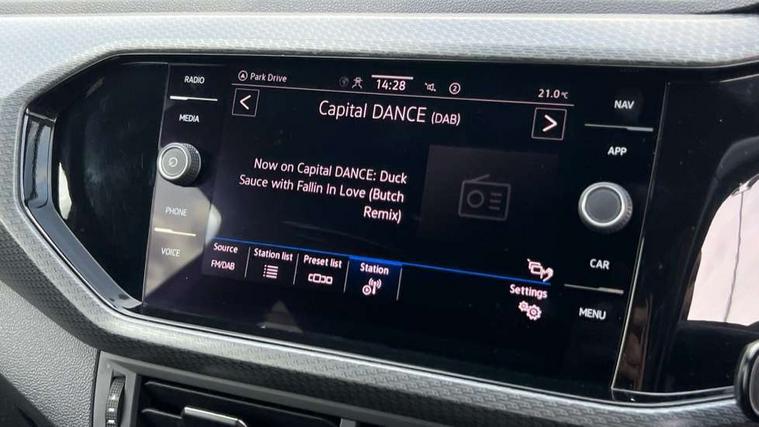 RADIO
MEDIA
PHONE
VOICE
Park Drive
14:28
2
21.0 °C
Capital DANCE (DAB)
Now on Capital DANCE: Duck
Sauce with Fallin In Love (Butch
Remix)
Source
FM/DAB
Station list
Preset list
Station
Settings
NAV
APP
CAR
MENU